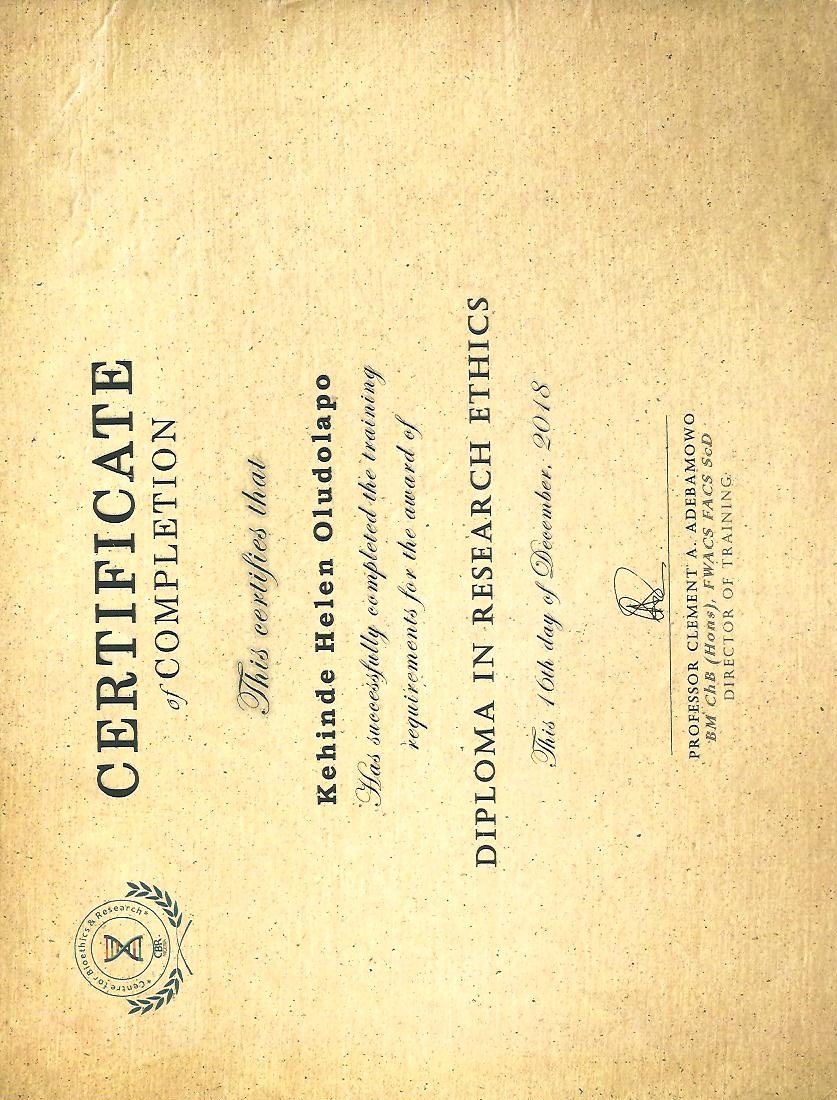 Centre for Bioethics & Research
CBR
CERTIFICATE
of COMPLETION
This certifies that
Kehinde Helen Oludolapo
Has successfully completed the training
requirements for the award of
DIPLOMA IN RESEARCH ETHICS
This 16th day of December, 2018
PROFESSOR CLEMENT A. ADEBAMOWO
BM ChB (Hons), FWACS FACS ScD
DIRECTOR OF TRAINING